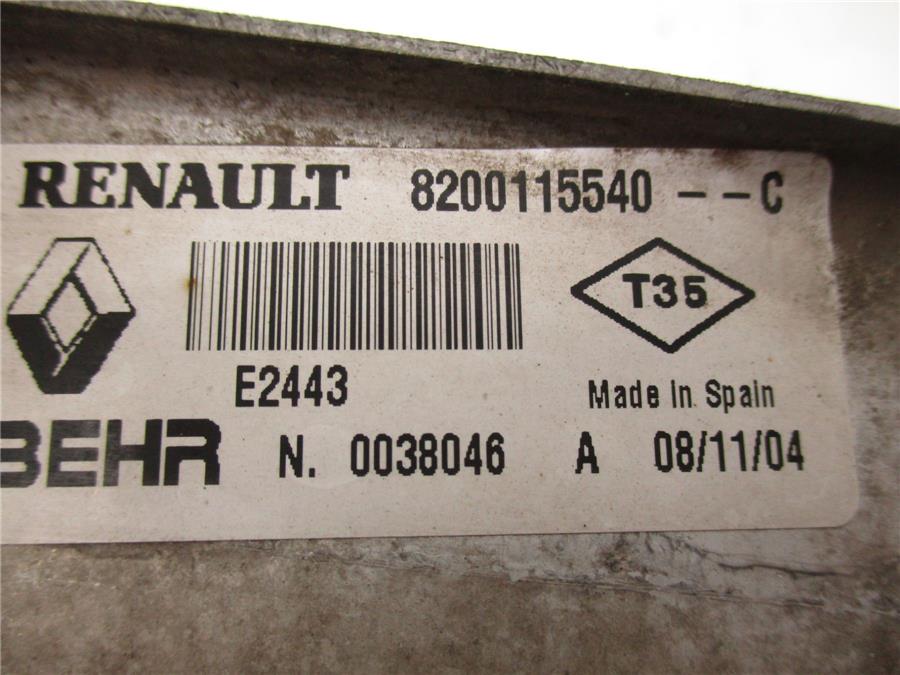 RENAULT 8200115540 - - C
T35
E2443
Made In Spain
BEHR N. 0038046 A 08/11/04